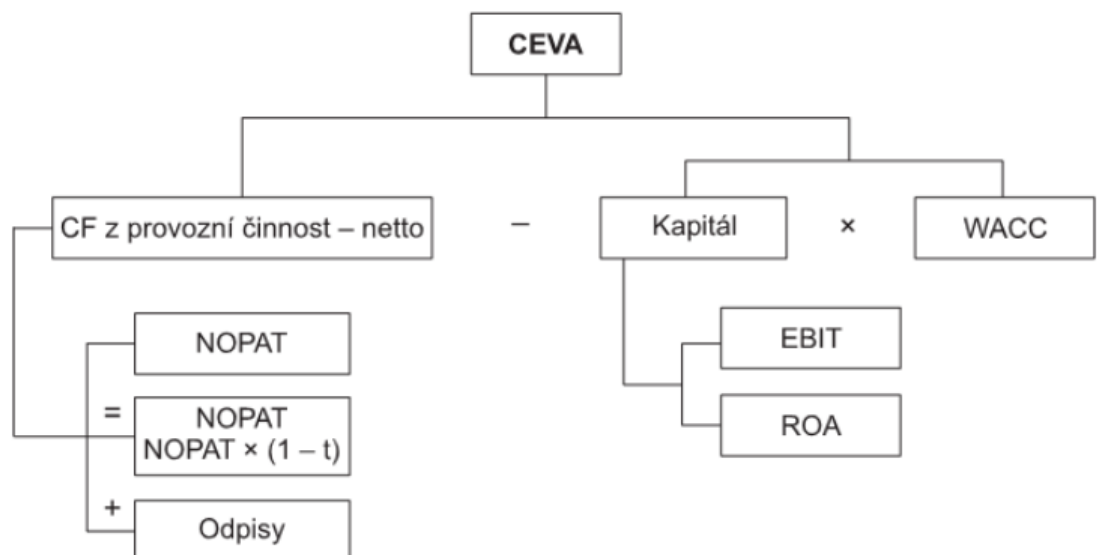 CEVA
CF z provozní činnost – netto
–
Kapitál
×
WACC
NOPAT
=
NOPAT
NOPAT × (1 – t)
+
Odpisy
EBIT
ROA